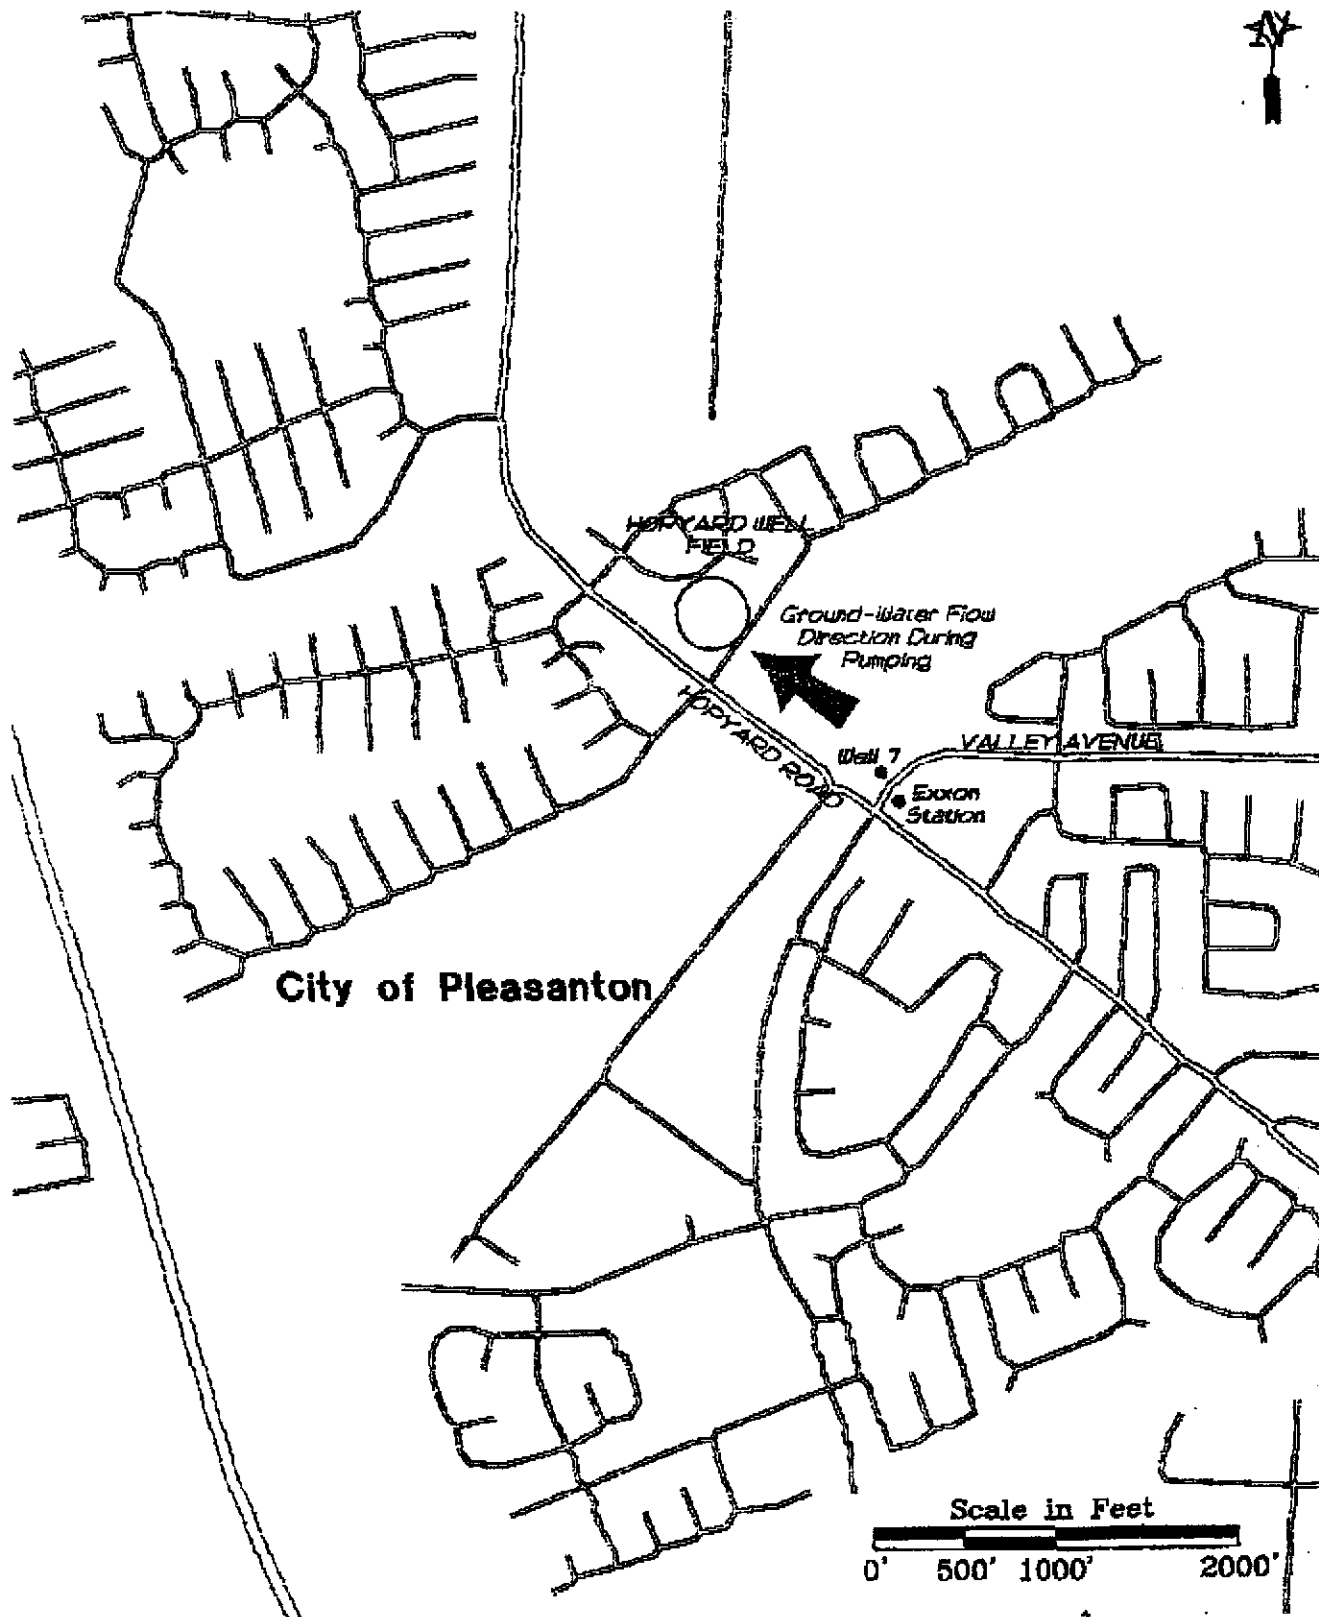 N
HOPYARD WELL
FIELD
Ground-Water Flow
Direction During
Pumping
HOPYARD ROAD
VALLEY AVENUE
Well 7
Exxon
Station
City of Pleasanton
Scale in Feet
0' 500' 1000' 2000'